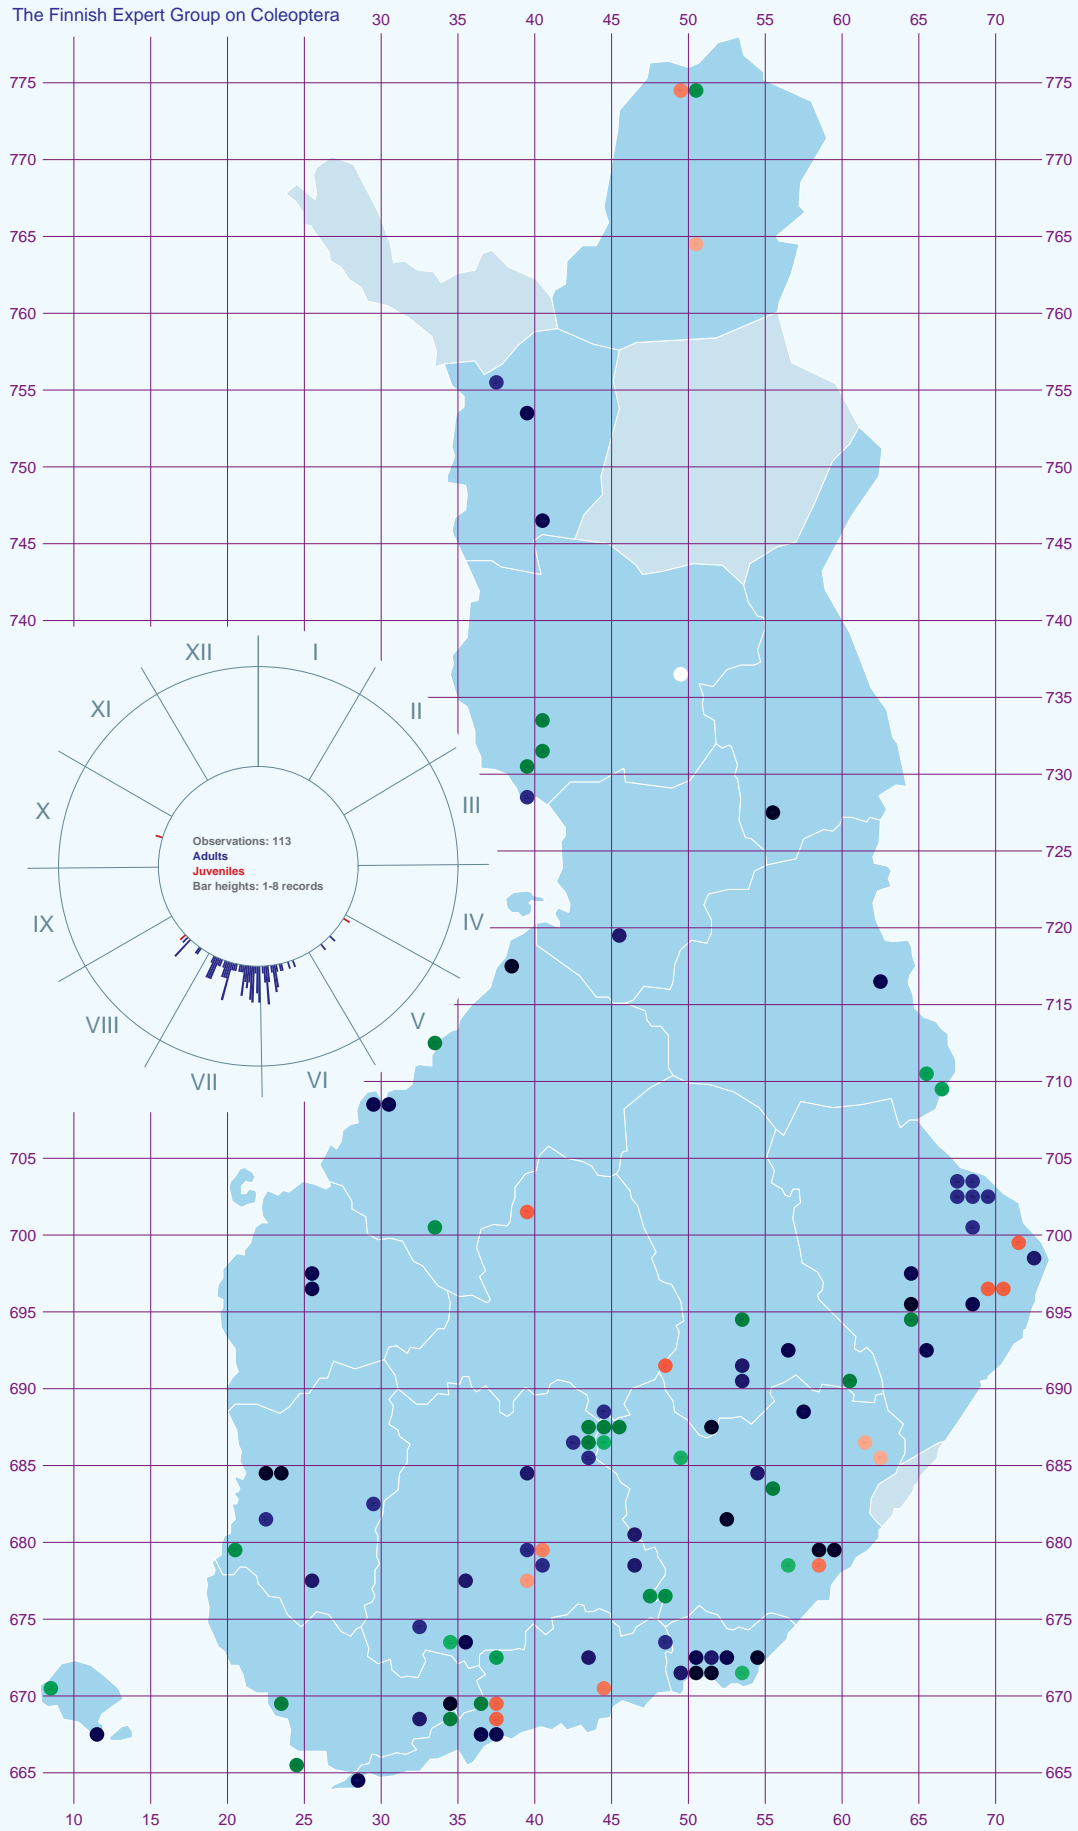 The Finnish Expert Group on Coleoptera
30 40 45 50 55 60 65 70
775 775
770 770
765 765
760 760
755 755
750 750
745 745
740 740
XII I
XI II
735
X III
730
Observations: 113
Adults
Juveniles
Bar heights: 1-8 records
725
IX IV
720
715
VIII V
VII VI
710
705 705
700 700
695 695
690 690
685 685
680 680
675 675
670 670
665 665
10 15 20 25 30 35 40 45 50 55 60 65 70